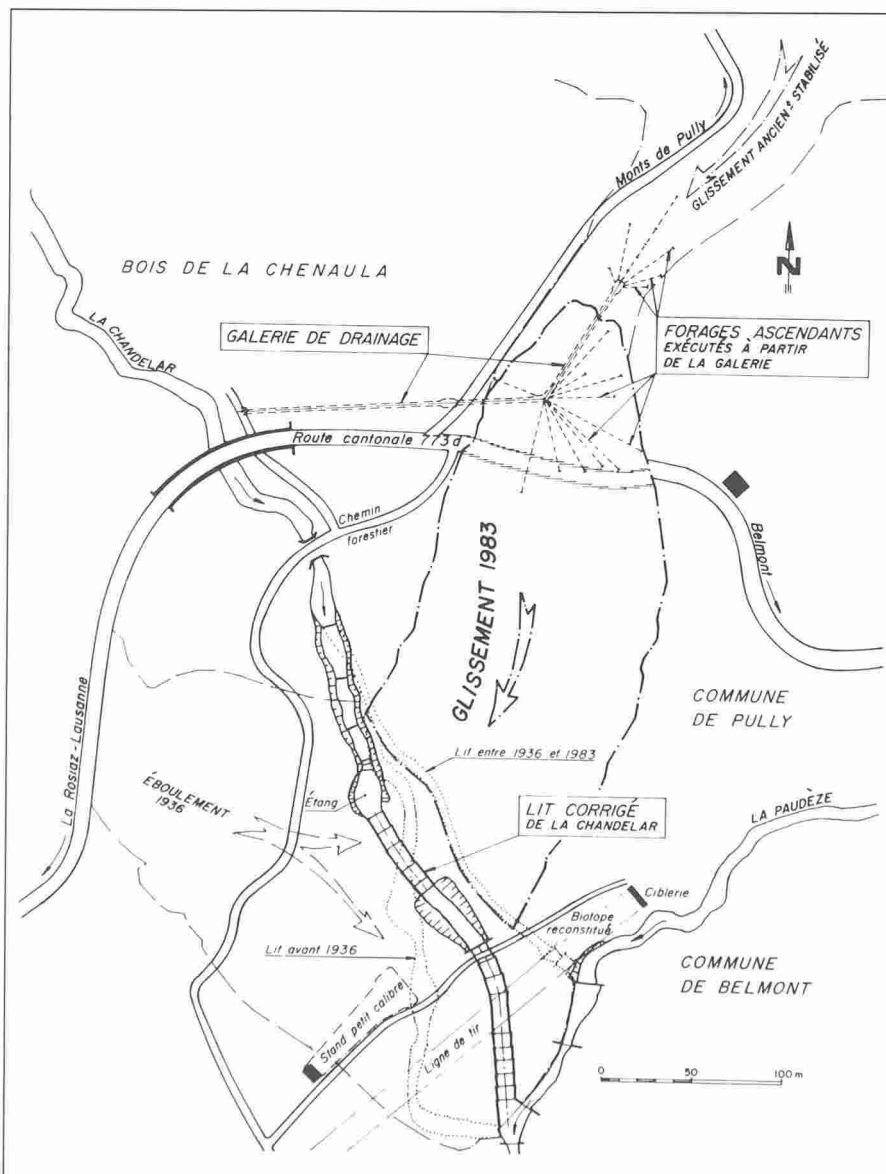 GLISSEMENT ANCIENᵗ STABILISÉ
Monts de Pully
N
BOIS DE LA CHENAULA
LA CHANDELAR
GALERIE DE DRAINAGE
FORAGES ASCENDANTS
EXÉCUTÉS À PARTIR
DE LA GALERIE
Route cantonale 773 d
Chemin
forestier
Belmont
GLISSEMENT 1983
COMMUNE
DE PULLY
La Rosiaz-Lausanne
Lit entre 1936 et 1983
ÉBOULEMENT
1936
Étang
LIT CORRIGÉ
DE LA CHANDELAR
LA PAUDÈZE
Ciblerie
Biotope
reconstitué
Lit avant 1936
COMMUNE
DE BELMONT
Stand petit calibre
Ligne de tir
0 50 100 m